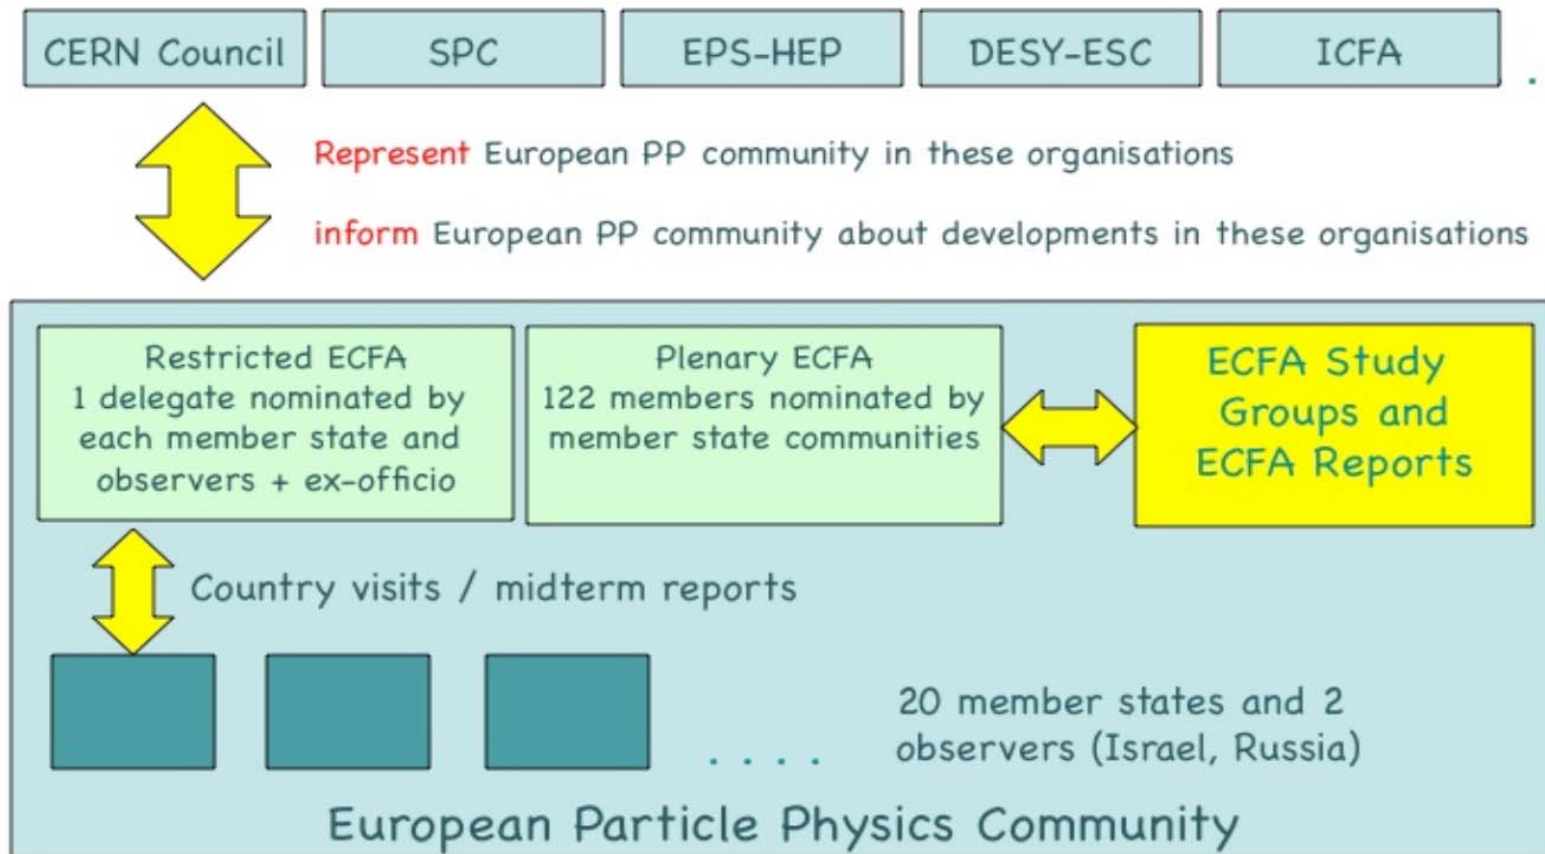 CERN Council
SPC
EPS-HEP
DESY-ESC
ICFA
.
Represent European PP community in these organisations
inform European PP community about developments in these organisations
Restricted ECFA
1 delegate nominated by
each member state and
observers + ex-officio
Plenary ECFA
122 members nominated by
member state communities
ECFA Study
Groups and
ECFA Reports
Country visits / midterm reports
. . . .
20 member states and 2
observers (Israel, Russia)
European Particle Physics Community